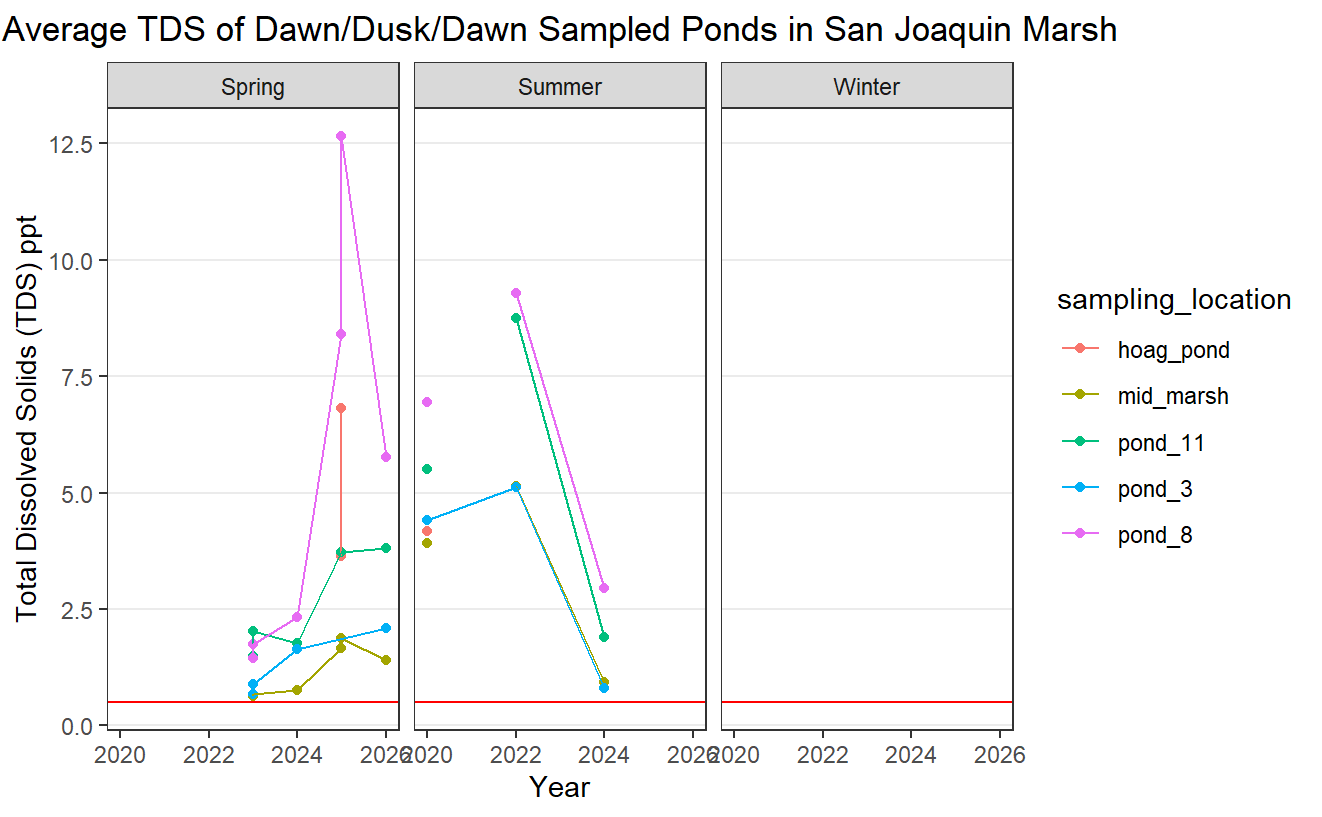 Average TDS of Dawn/Dusk/Dawn Sampled Ponds in San Joaquin Marsh
Spring
Summer
Winter
Total Dissolved Solids (TDS) ppt
12.5
10.0
7.5
5.0
2.5
0.0
2020 2022 2024 2026
2020 2022 2024 2026
2020 2022 2024 2026
Year
sampling_location
hoag_pond
mid_marsh
pond_11
pond_3
pond_8